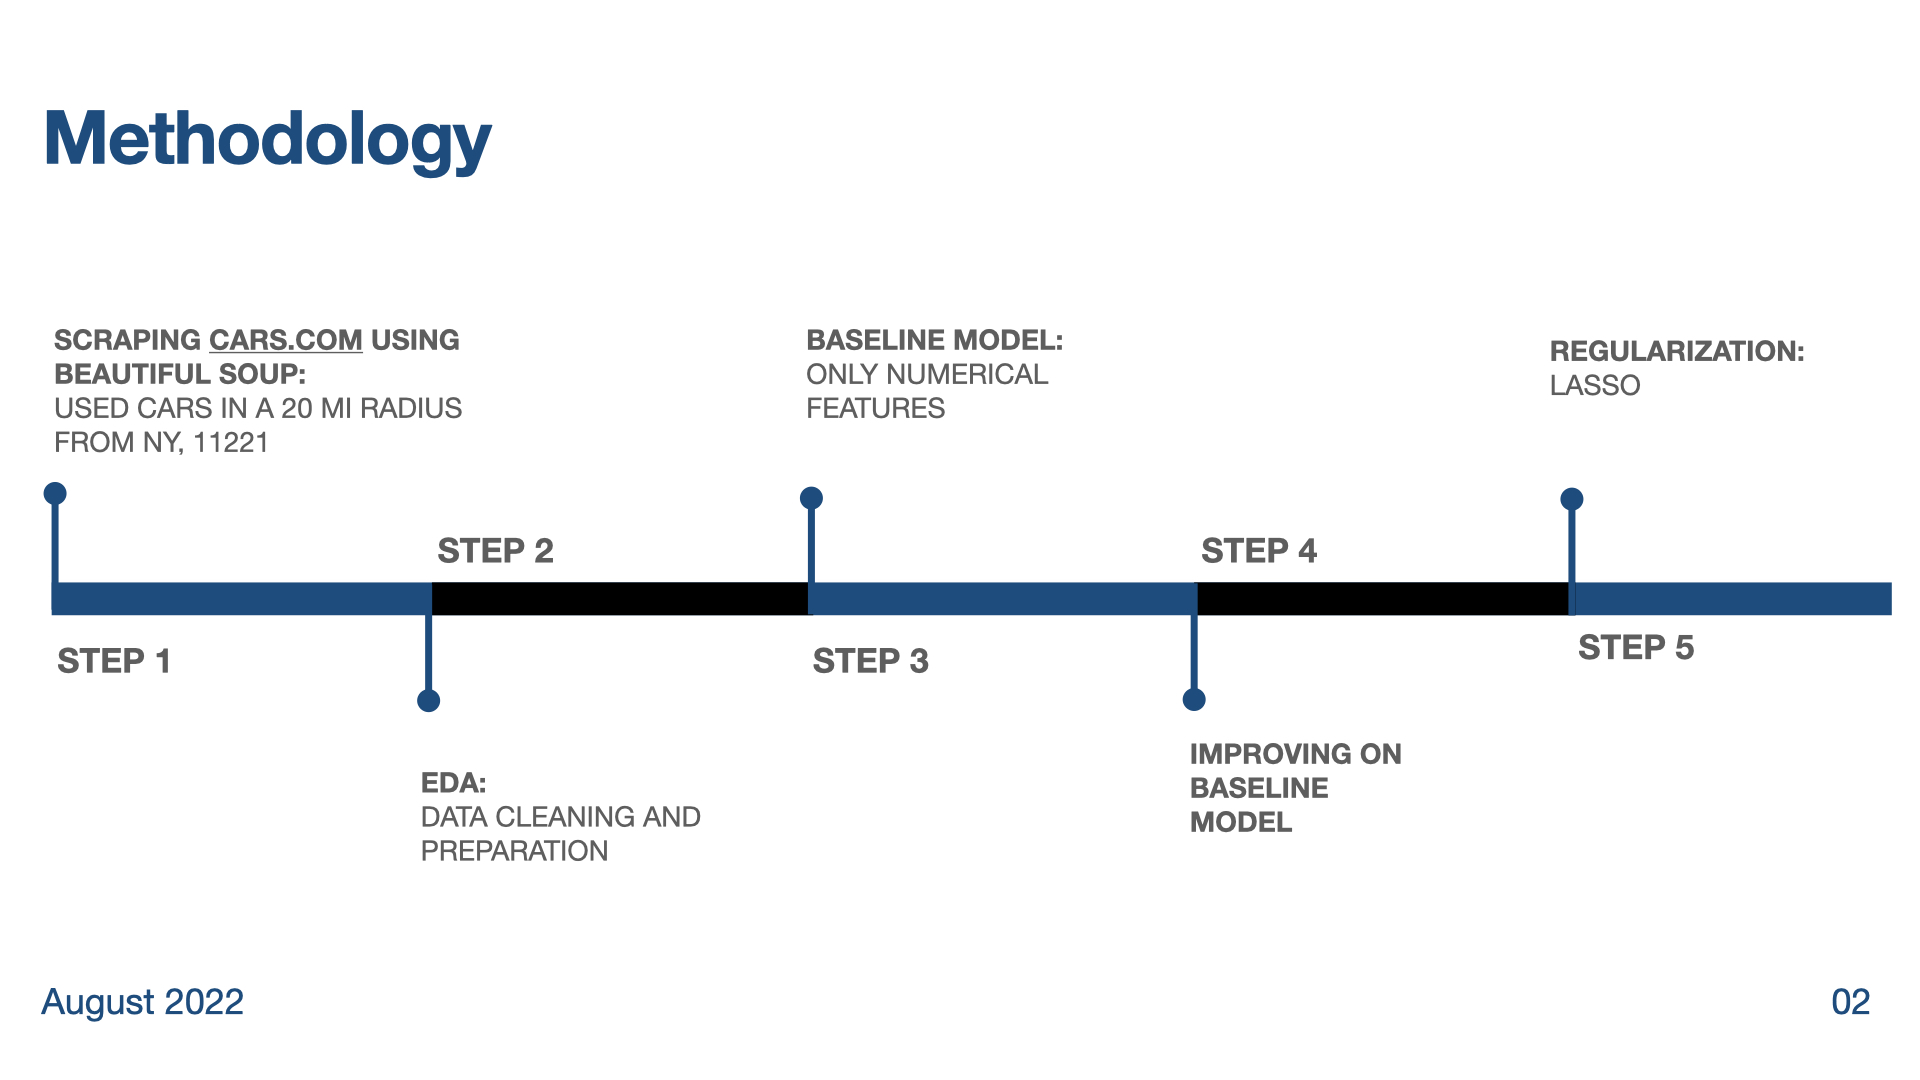 Methodology
SCRAPING CARS.COM USING
BEAUTIFUL SOUP:
USED CARS IN A 20 MI RADIUS
FROM NY, 11221
STEP 1
STEP 2
EDA:
DATA CLEANING AND
PREPARATION
BASELINE MODEL:
ONLY NUMERICAL
FEATURES
STEP 3
STEP 4
IMPROVING ON
BASELINE
MODEL
REGULARIZATION:
LASSO
STEP 5
August 2022
02